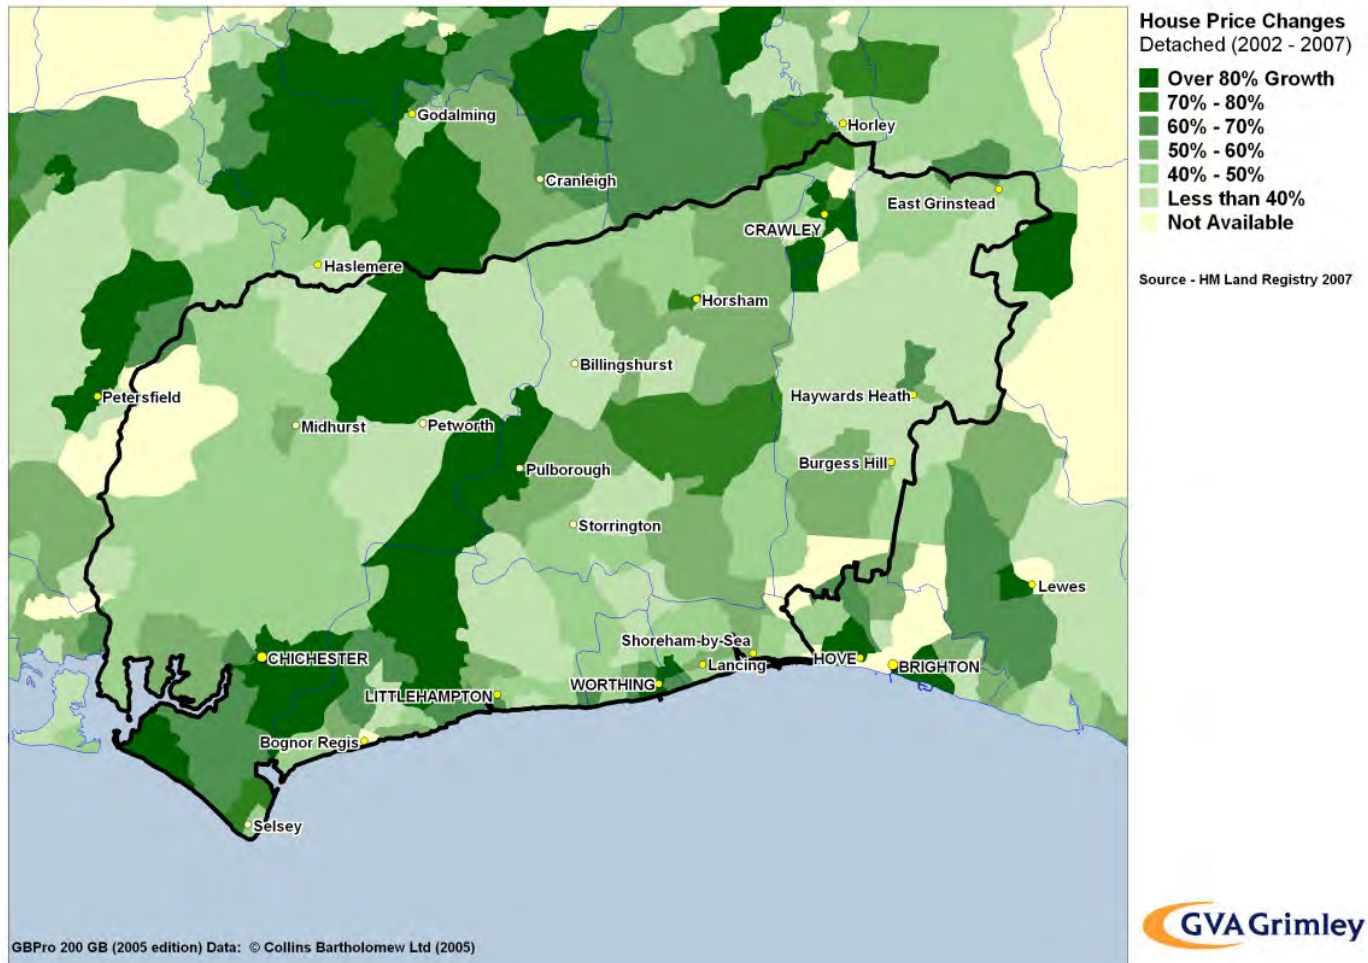 House Price Changes
Detached (2002 - 2007)
Over 80% Growth
70% - 80%
60% - 70%
50% - 60%
40% - 50%
Less than 40%
Not Available
Source - HM Land Registry 2007
Godalming
Horley
Cranleigh
East Grinstead
CRAWLEY
Haslemere
Horsham
Billingshurst
Petersfield
Haywards Heath
Midhurst
Petworth
Pulborough
Burgess Hill
Storrington
Lewes
Shoreham-by-Sea
CHICHESTER
Lancing
HOVE
BRIGHTON
WORTHING
LITTLEHAMPTON
Bognor Regis
Selsey
GVAGrimley
GBPro 200 GB (2005 edition) Data: © Collins Bartholomew Ltd (2005)